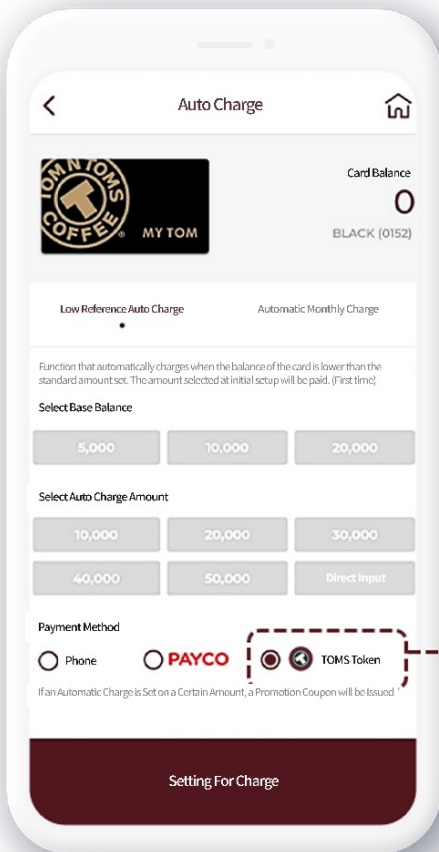 Auto Charge
TOM N TOMS COFFEE
T
MY TOM
Card Balance
0
BLACK (0152)
Low Reference Auto Charge
Automatic Monthly Charge
Function that automatically charges when the balance of the card is lower than the
standard amount set. The amount selected at initial setup will be paid. (First time)
Select Base Balance
5,000 10,000 20,000
Select Auto Charge Amount
10,000 20,000 30,000
40,000 50,000 Direct Input
Payment Method
Phone PAYCO TOMS Token
If an Automatic Charge is Set on a Certain Amount, a Promotion Coupon will be Issued
Setting For Charge